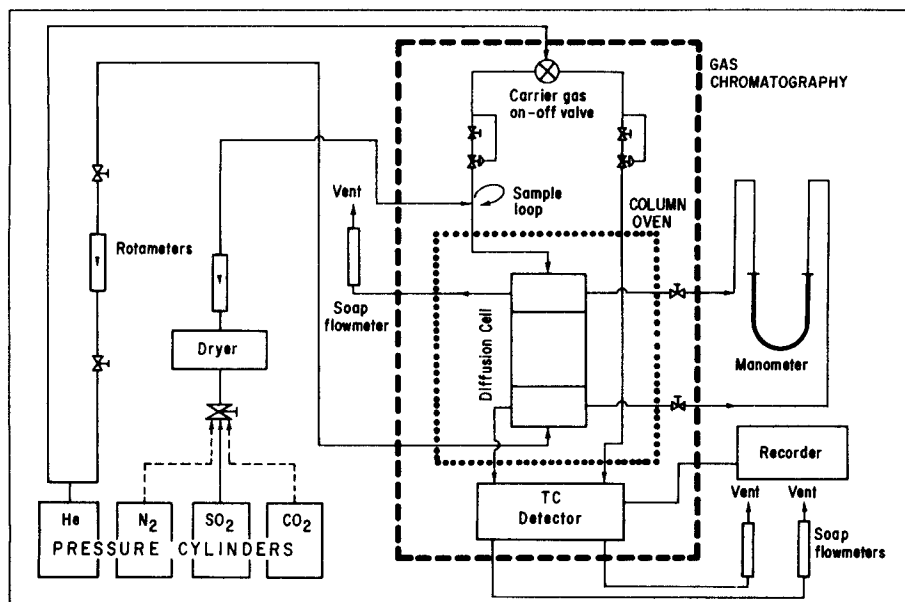 GAS
CHROMATOGRAPHY
Carrier gas
on-off valve
Vent
Sample
loop
COLUMN
OVEN
Rotameters
Soap
flowmeter
Dryer
Diffusion Cell
Manometer
Recorder
He
N2
SO2
CO2
PRESSURE CYLINDERS
TC
Detector
Vent
Vent
Soap
flowmeters